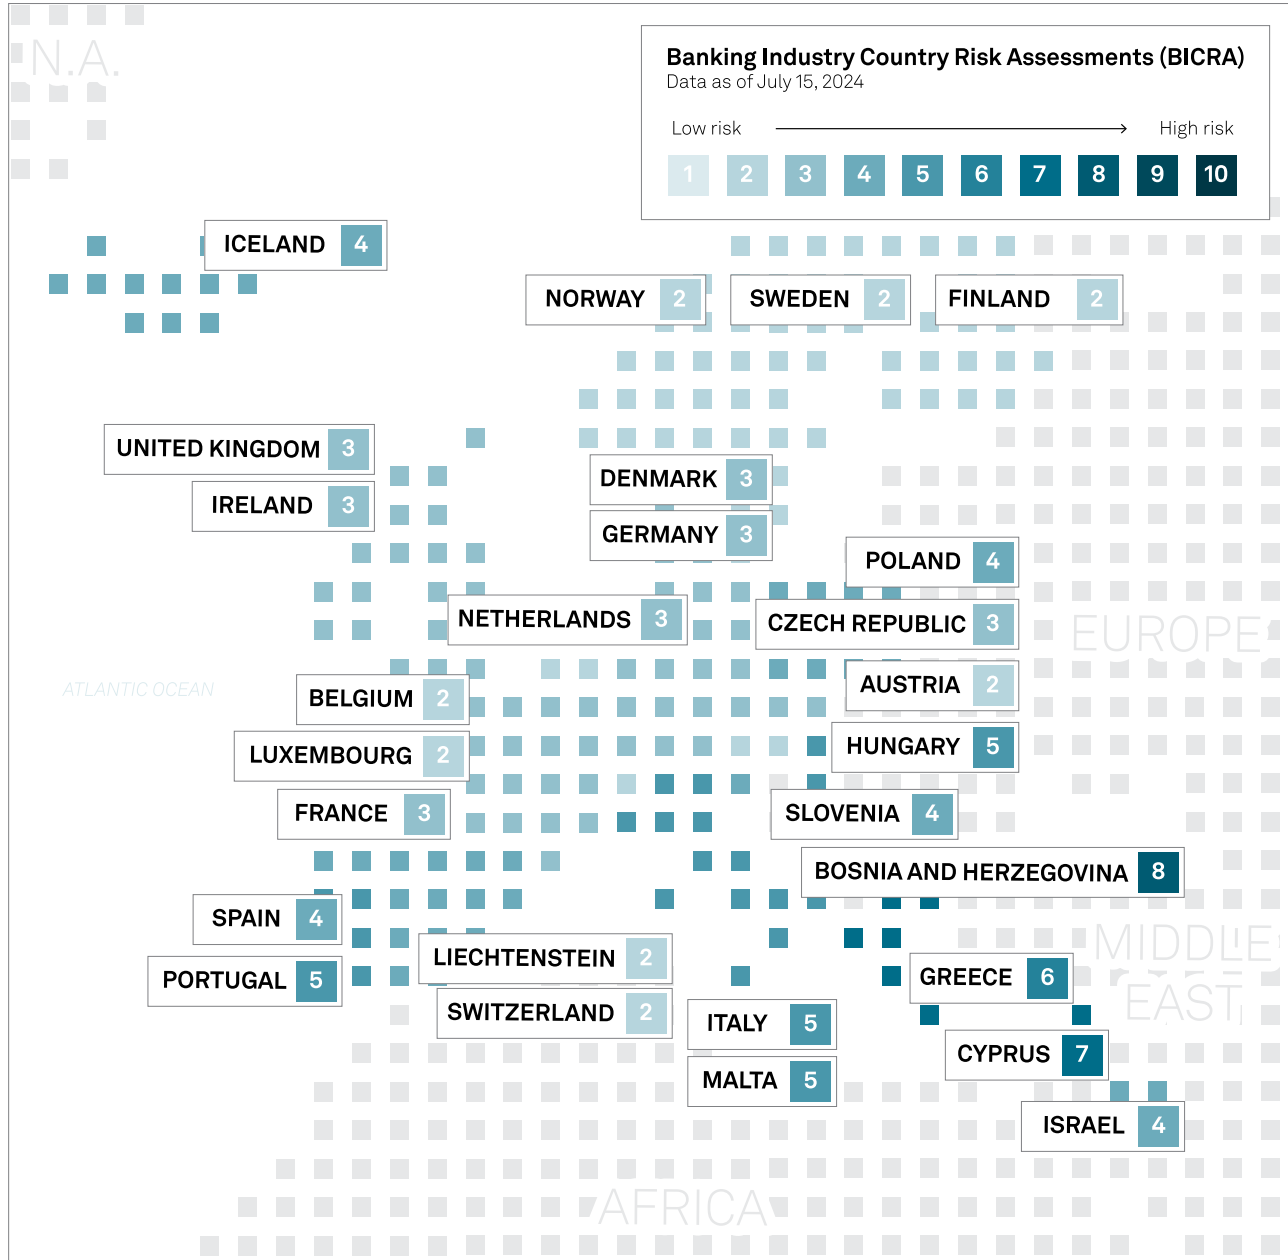 N.A.
Banking Industry Country Risk Assessments (BICRA)
Data as of July 15, 2024
Low risk High risk
1 2 3 4 5 6 7 8 9 10
ICELAND 4
NORWAY 2
SWEDEN 2
FINLAND 2
UNITED KINGDOM 3
IRELAND 3
DENMARK 3
GERMANY 3
POLAND 4
NETHERLANDS 3
CZECH REPUBLIC 3
EUROPE
ATLANTIC OCEAN
BELGIUM 2
AUSTRIA 2
LUXEMBOURG 2
HUNGARY 5
FRANCE 3
SLOVENIA 4
BOSNIA AND HERZEGOVINA 8
SPAIN 4
PORTUGAL 5
LIECHTENSTEIN 2
SWITZERLAND 2
MIDDLE
EAST
GREECE 6
ITALY 5
CYPRUS 7
MALTA 5
ISRAEL 4
AFRICA